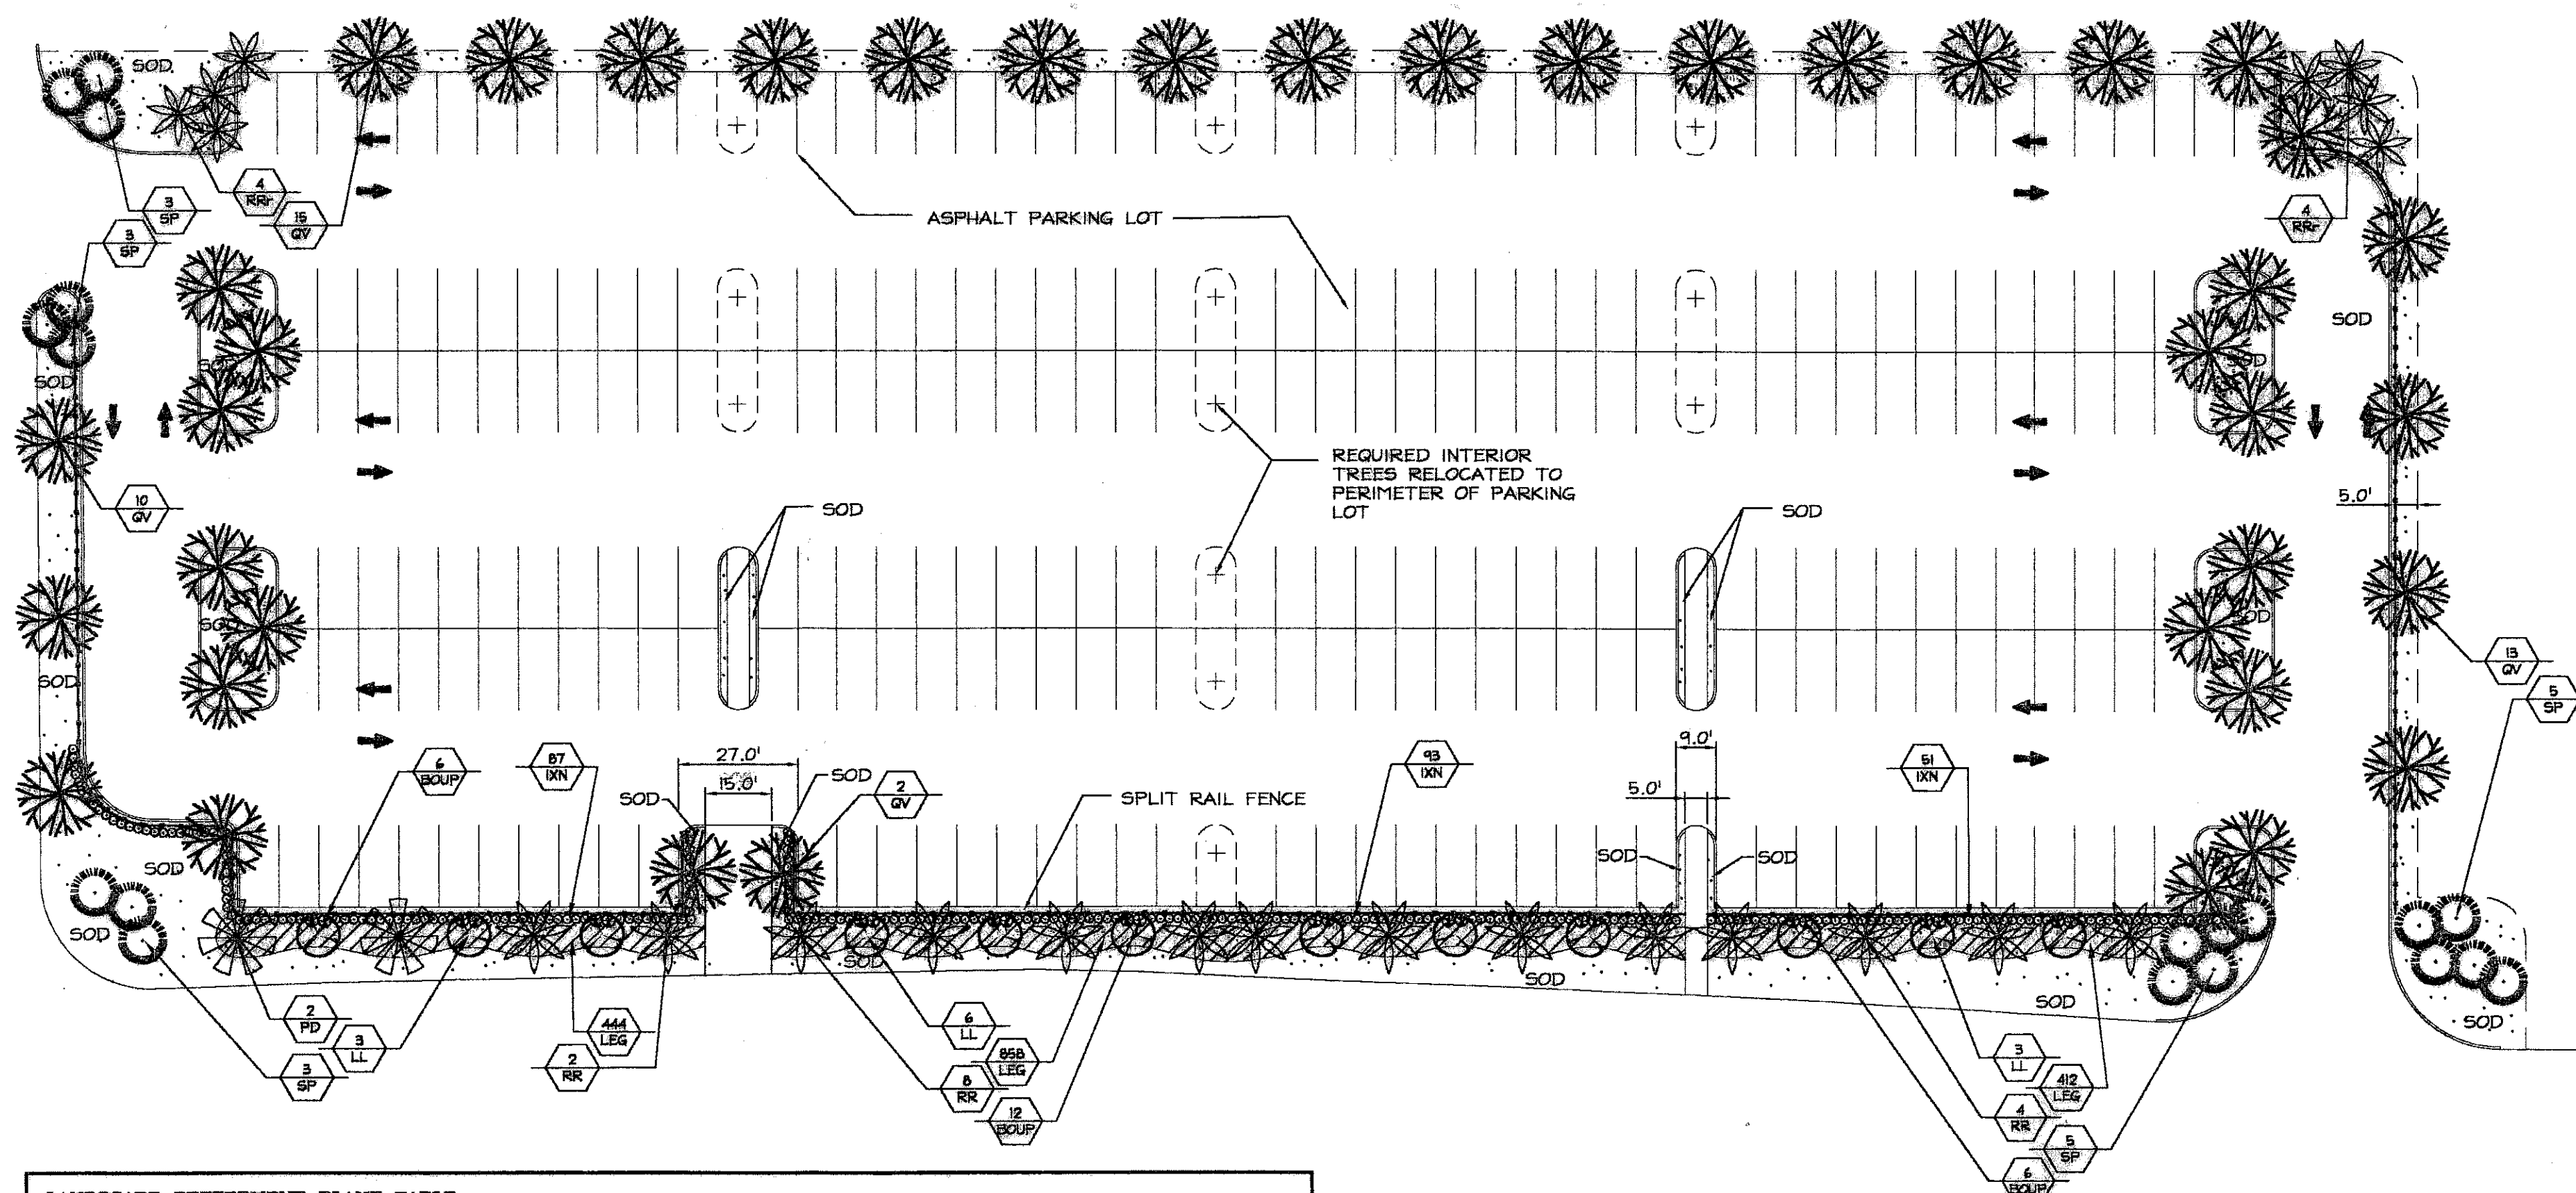 SOD
3
SP
3
SP
4
RRr
15
QV
ASPHALT PARKING LOT
4
RRr
SOD
SOD
SOD
SOD
10
QV
REQUIRED INTERIOR
TREES RELOCATED TO
PERIMETER OF PARKING
LOT
SOD
SOD
5.0'
SOD
SOD
SOD
13
QV
5
SP
6
BOUP
87
IXN
27.0'
15.0'
SOD
SOD
2
QV
SPLIT RAIL FENCE
93
IXN
9.0'
5.0'
51
IXN
SOD
SOD
SOD
SOD
SOD
SOD
SOD
SOD
2
PD
3
LL
3
SP
444
LEG
2
RR
6
LL
858
LEG
8
RR
12
BOUP
3
LL
412
LEG
4
RR
5
SP
6
BOUP